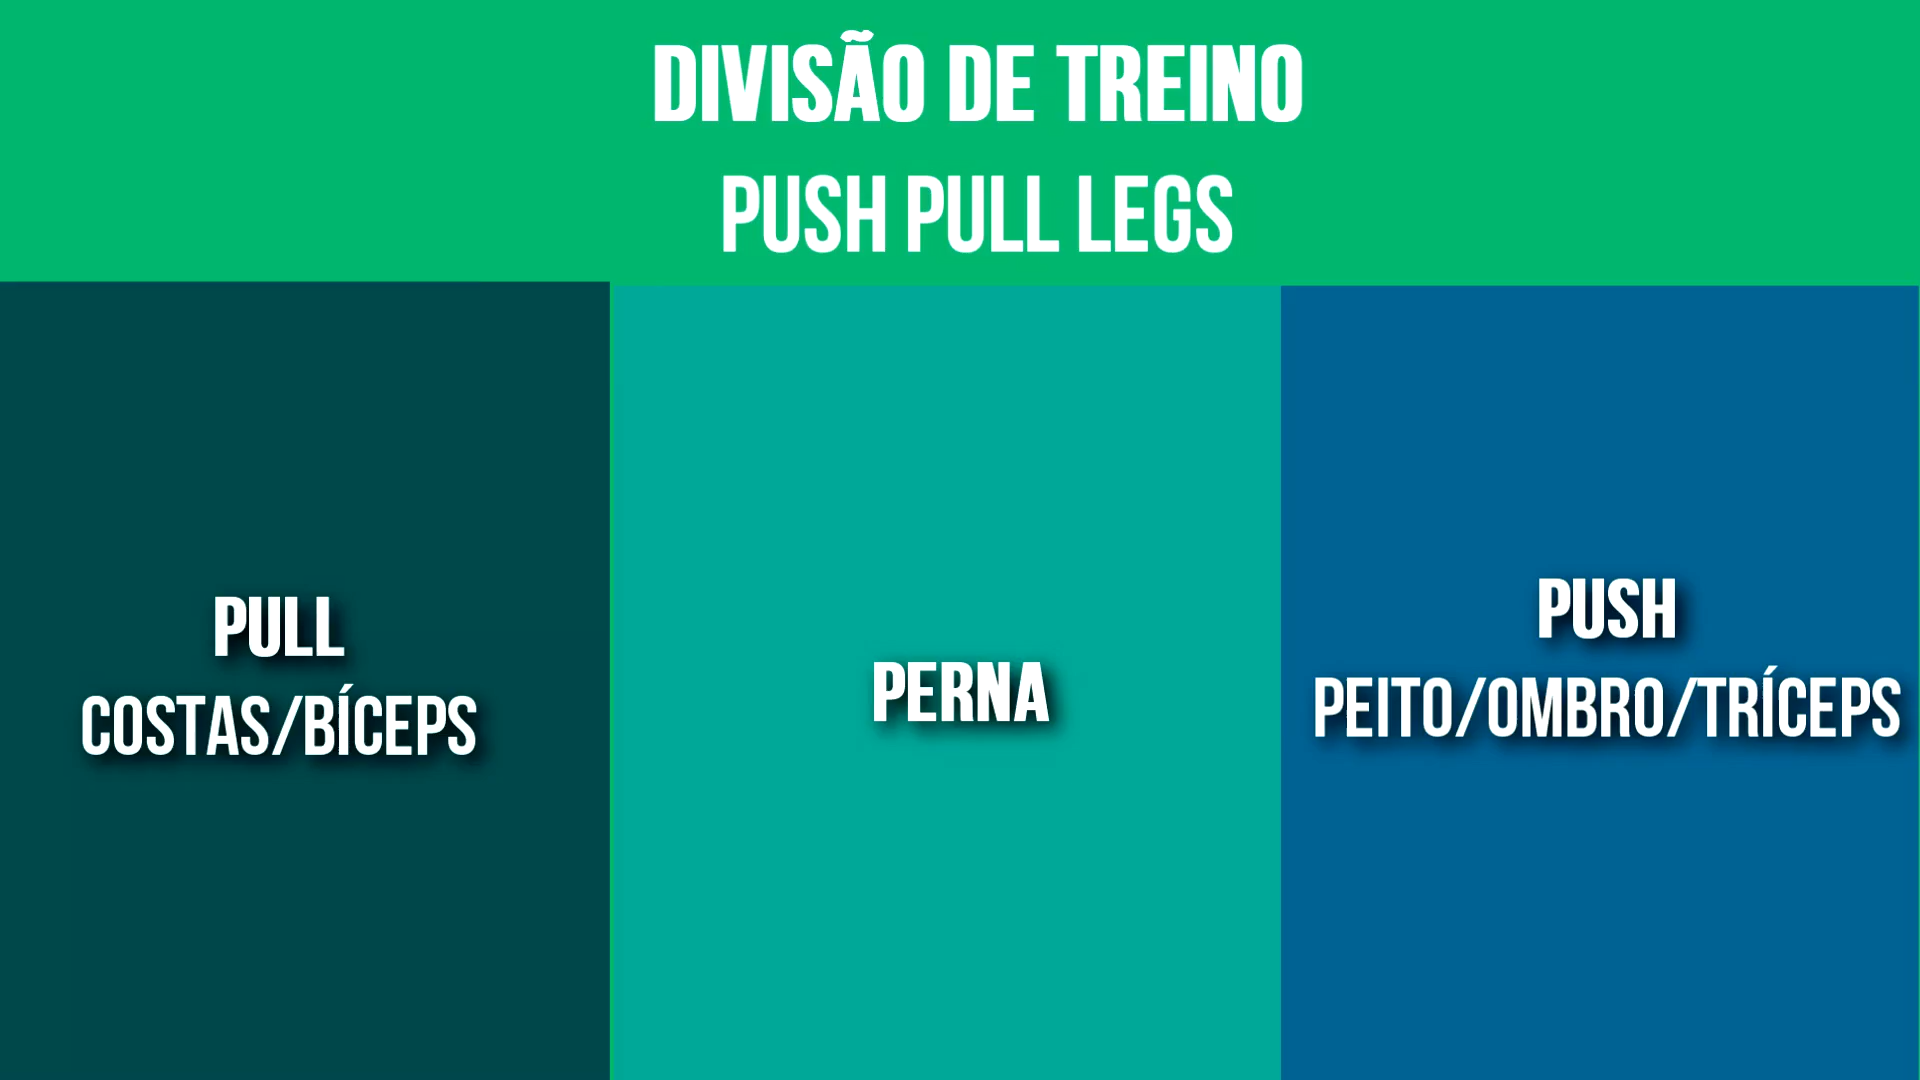 DIVISÃO DE TREINO
PUSH PULL LEGS
PULL
COSTAS/BÍCEPS
PERNA
PUSH
PEITO/OMBRO/TRÍCEPS